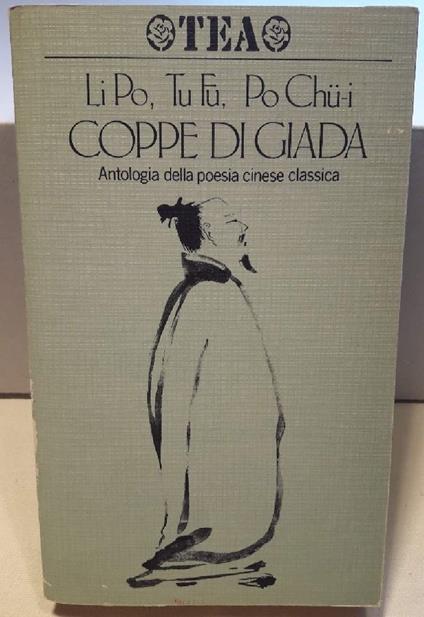 TEA
Li Po, Tu Fu, Po Chü-i
COPPE DI GIADA
Antologia della poesia cinese classica